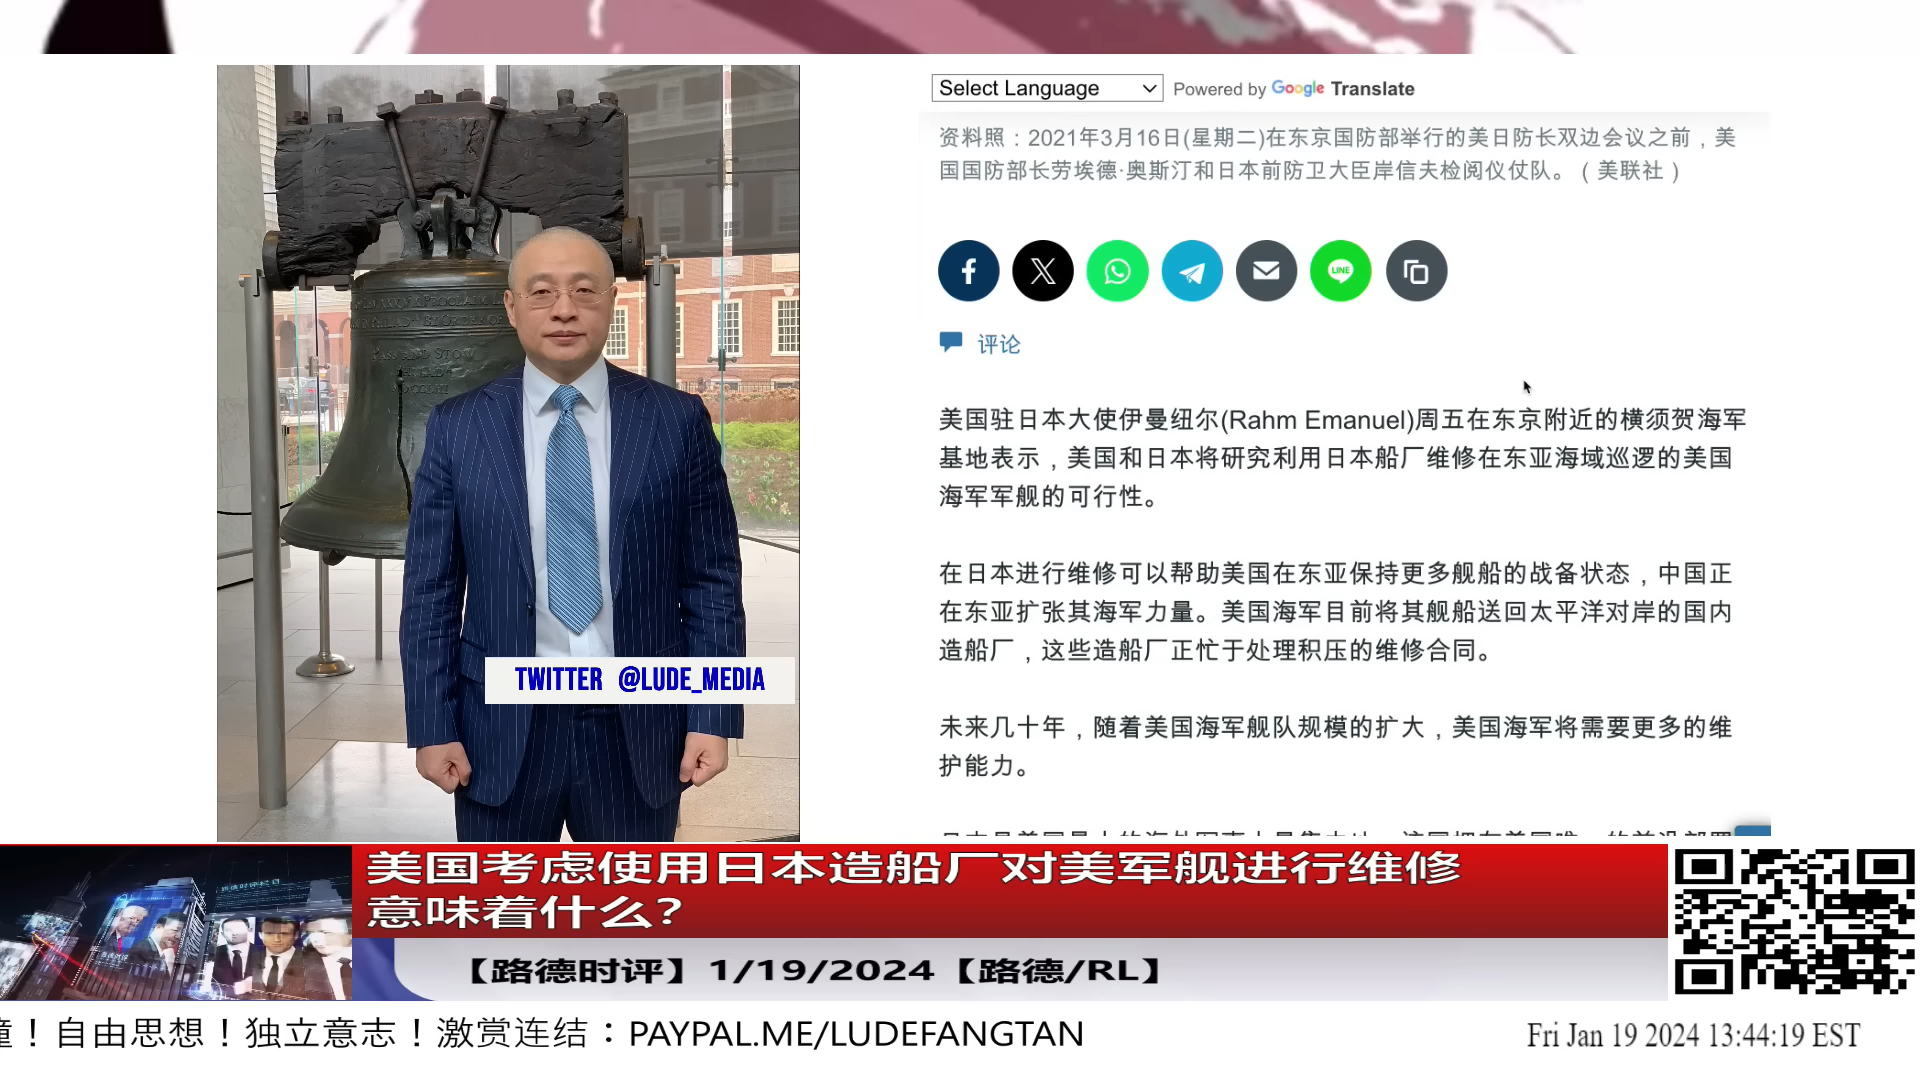 Select Language
Powered by Google Translate
资料照：2021年3月16日(星期二)在东京国防部举行的美日防长双边会议之前，美
国国防部长劳埃德·奥斯汀和日本前防卫大臣岸信夫检阅仪仗队。（美联社）
LINE
评论
美国驻日本大使伊曼纽尔(Rahm Emanuel)周五在东京附近的横须贺海军
基地表示，美国和日本将研究利用日本船厂维修在东亚海域巡逻的美国
海军军舰的可行性。
在日本进行维修可以帮助美国在东亚保持更多舰船的战备状态，中国正
在东亚扩张其海军力量。美国海军目前将其舰船送回太平洋对岸的国内
造船厂，这些造船厂正忙于处理积压的维修合同。
未来几十年，随着美国海军舰队规模的扩大，美国海军将需要更多的维
护能力。
PASS AND STOW
TWITTER @LUDE_MEDIA
美国考虑使用日本造船厂对美军舰进行维修
意味着什么?
【路德时评】1/19/2024【路德/RL】
！自由思想！独立意志！激赏连结：PAYPAL.ME/LUDEFANGTAN
Fri Jan 19 2024 13:44:19 EST